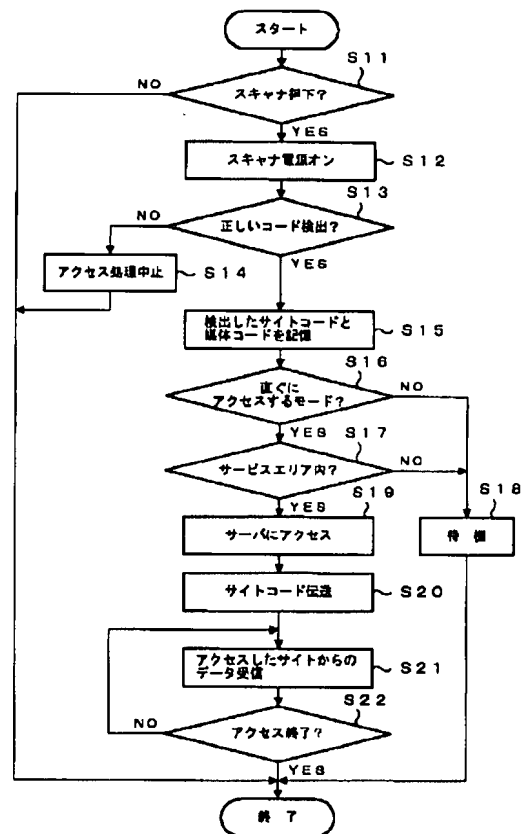 スタート
S11
NO
スキャナ押下?
YES
スキャナ電源オン
S12
S13
NO
正しいコード検出?
YES
アクセス処理中止
S14
検出したサイトコードと
媒体コードを記憶
S15
S16
直ぐに
アクセスするモード?
NO
YES
S17
サービスエリア内?
NO
YES
S18
S19
サーバにアクセス
待機
サイトコード伝送
S20
アクセスしたサイトからの
データ受信
S21
S22
NO
アクセス終了?
YES
終 了